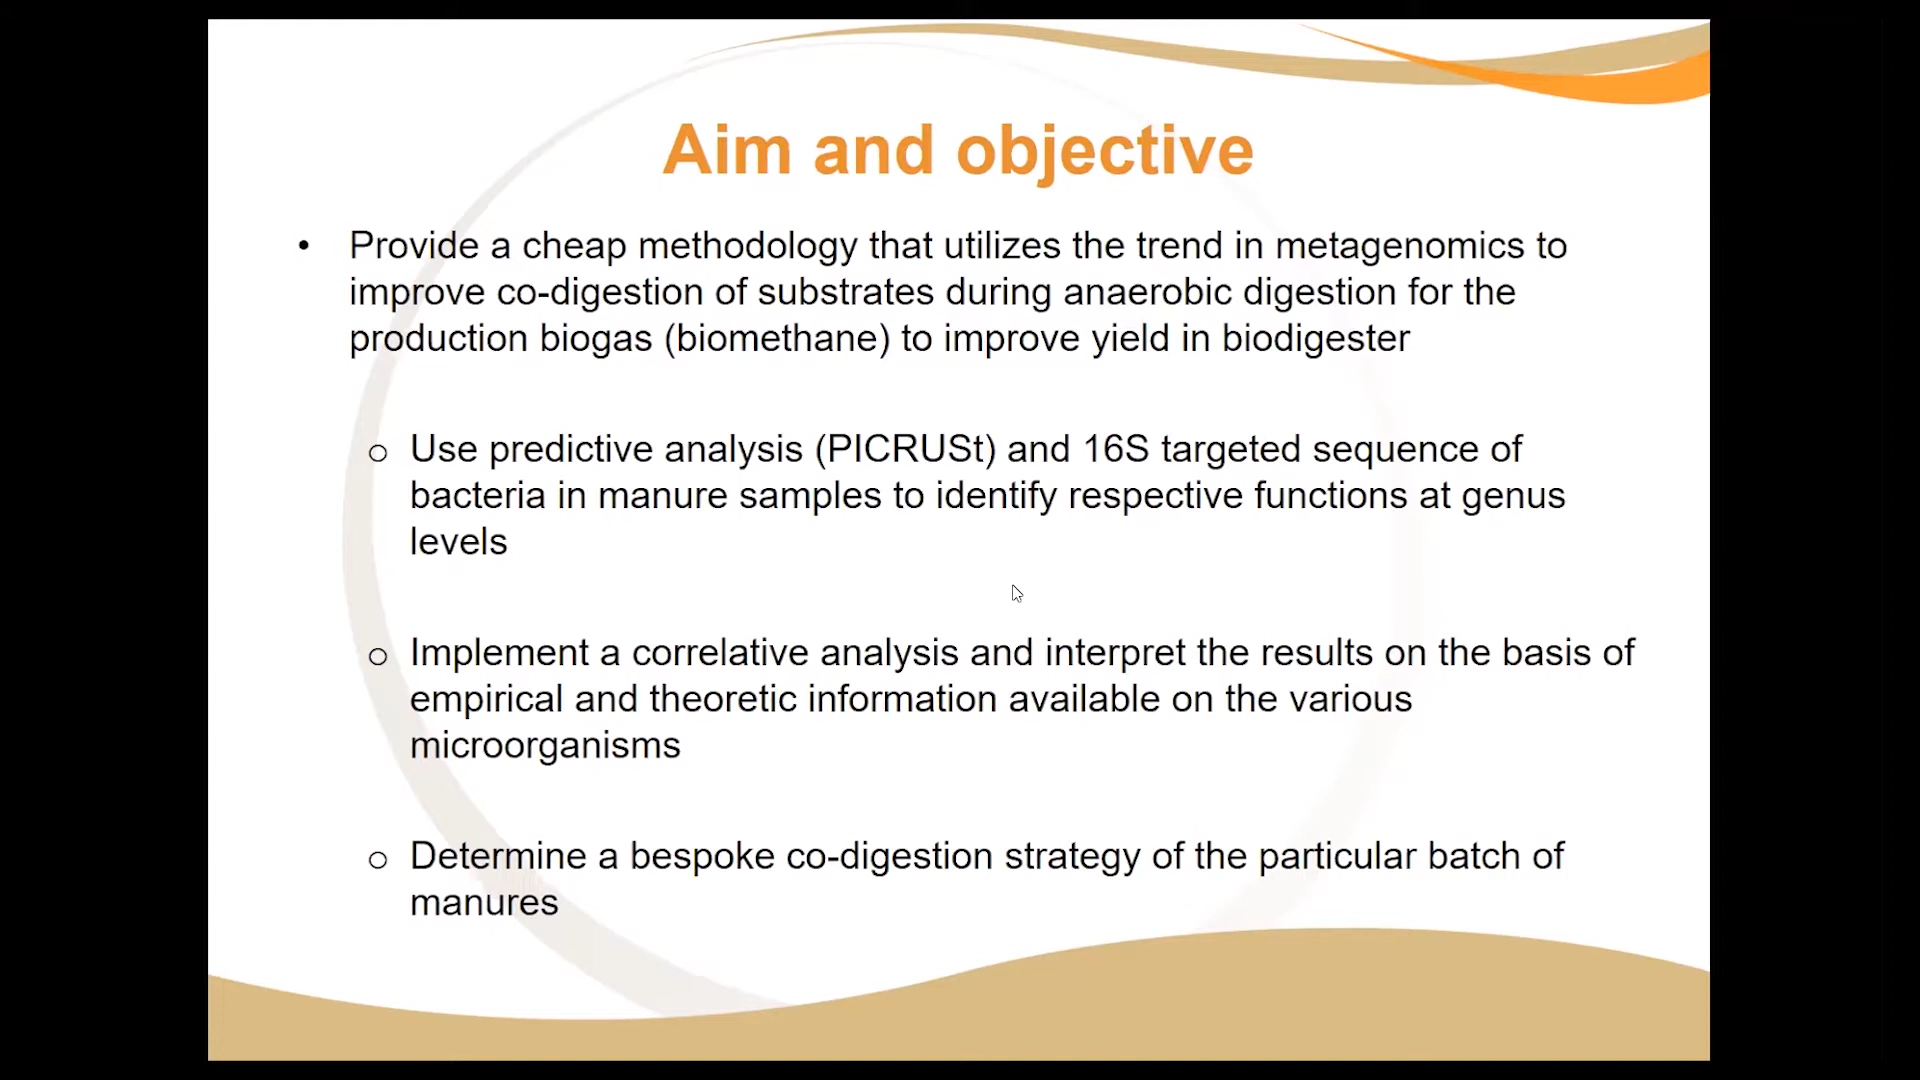 Aim and objective
• Provide a cheap methodology that utilizes the trend in metagenomics to
improve co-digestion of substrates during anaerobic digestion for the
production biogas (biomethane) to improve yield in biodigester
o Use predictive analysis (PICRUSt) and 16S targeted sequence of
bacteria in manure samples to identify respective functions at genus
levels
o Implement a correlative analysis and interpret the results on the basis of
empirical and theoretic information available on the various
microorganisms
o Determine a bespoke co-digestion strategy of the particular batch of
manures